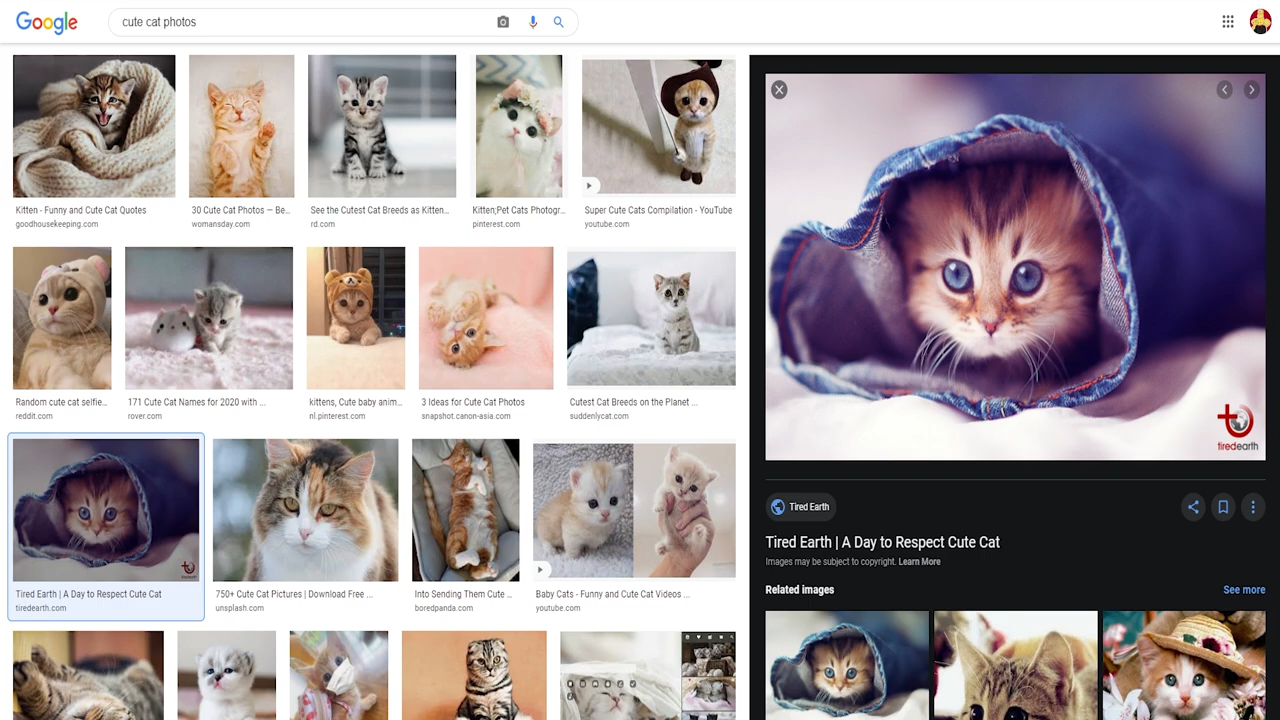 Google
cute cat photos
Kitten - Funny and Cute Cat Quotes
goodhousekeeping.com
30 Cute Cat Photos — Be...
womansday.com
See the Cutest Cat Breeds as Kitten...
rd.com
Kitten;Pet Cats Photogr...
pinterest.com
Super Cute Cats Compilation - YouTube
youtube.com
Random cute cat selfie...
reddit.com
171 Cute Cat Names for 2020 with ...
rover.com
kittens, Cute baby anim...
nl.pinterest.com
3 Ideas for Cat Photos
snapshot.canon-asia.com
Cutest Cat Breeds on the Planet ...
suddenlycat.com
Tired Earth | A Day to Respect Cute Cat
tiredearth.com
750+ Cute Cat Pictures | Download Free ...
unsplash.com
Into Sending Them Cute ...
boredpanda.com
Baby Cats - Funny and Cute Cat Videos ...
youtube.com
tiredearth
Tired Earth
Tired Earth | A Day to Respect Cute Cat
Images may be subject to copyright. Learn More
Related images
See more